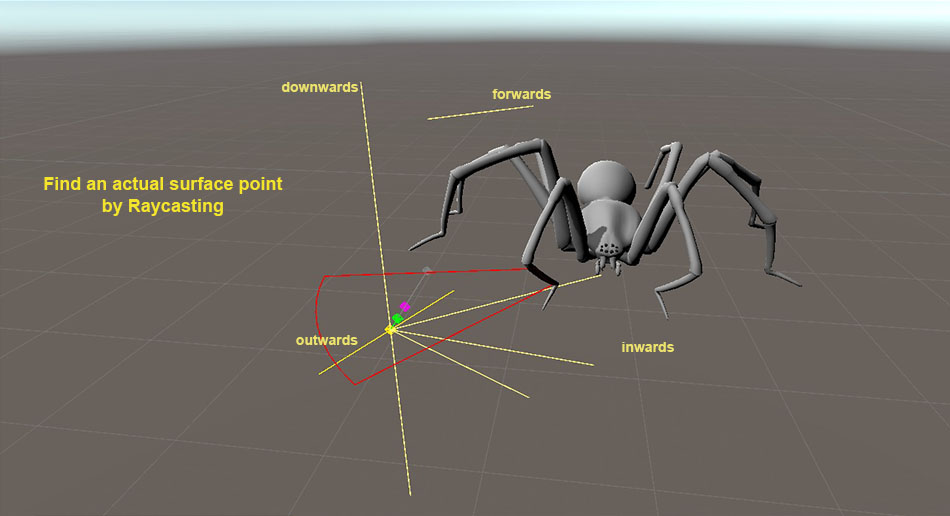 downwards
forwards
Find an actual surface point
by Raycasting
outwards
inwards